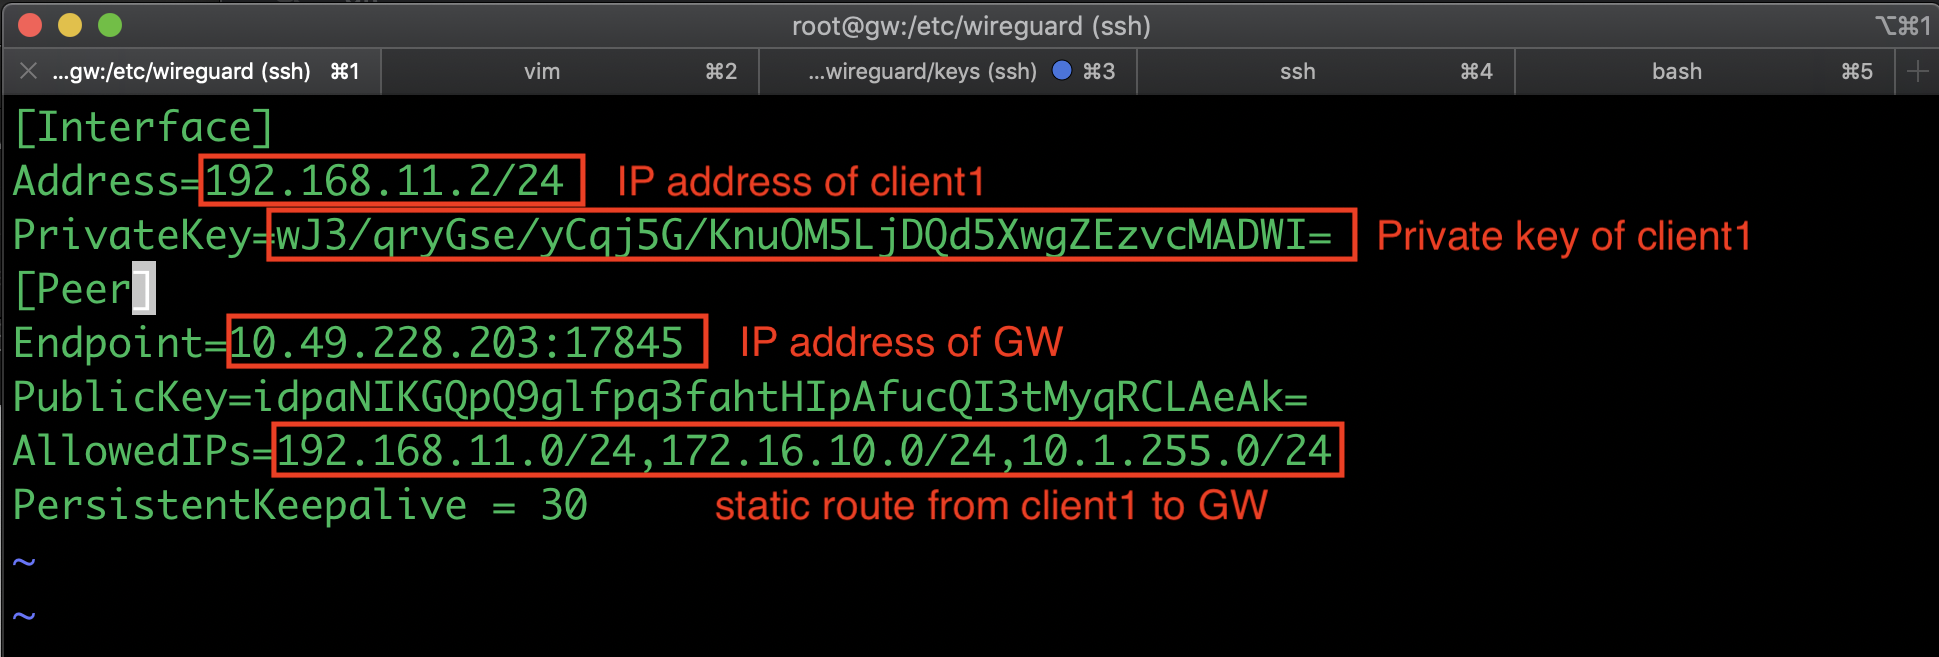 root@gw:/etc/wireguard (ssh) ⌥⌘1
...gw:/etc/wireguard (ssh) ⌘1 vim ⌘2 ...wireguard/keys (ssh) ⌘3 ssh ⌘4 bash ⌘5
[Interface]
Address=192.168.11.2/24 IP address of client1
PrivateKey=wJ3/qryGse/yCqj5G/KnuOM5LjDQd5XwgZEzvcMADWI= Private key of client1
[Peer]
Endpoint=10.49.228.203:17845 IP address of GW
PublicKey=idpaNIKGQpQ9glfpq3fahtHIpAfucQI3tMyqRCLAeAk=
AllowedIPs=192.168.11.0/24,172.16.10.0/24,10.1.255.0/24
PersistentKeepalive = 30 static route from client1 to GW
~
~